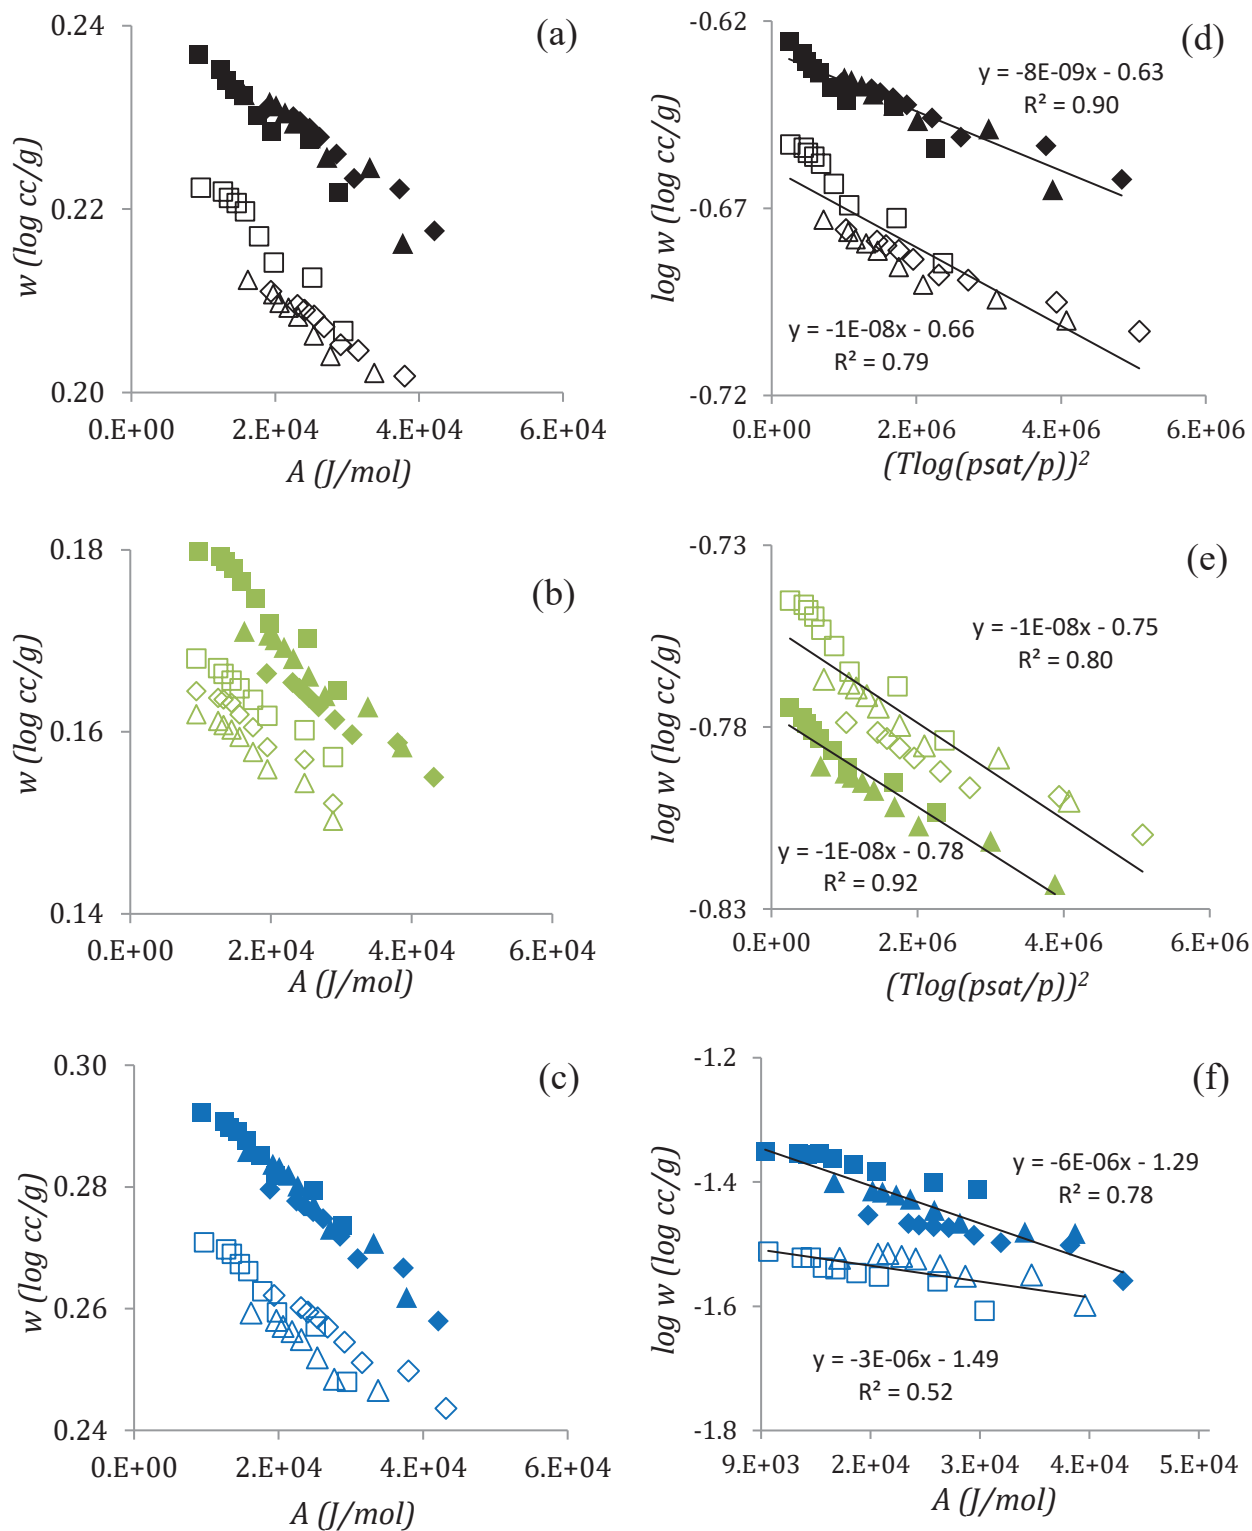 (a)
w (log cc/g)
0.24
0.22
0.20
0.E+00 2.E+04 4.E+04 6.E+04
A (J/mol)
(d)
log w (log cc/g)
-0.62
-0.67
-0.72
y = -8E-09x - 0.63
R² = 0.90
y = -1E-08x - 0.66
R² = 0.79
0.E+00 2.E+06 4.E+06 6.E+06
(Tlog(psat/p))²
(b)
w (log cc/g)
0.18
0.16
0.14
0.E+00 2.E+04 4.E+04 6.E+04
A (J/mol)
(e)
log w (log cc/g)
-0.73
-0.78
-0.83
y = -1E-08x - 0.75
R² = 0.80
y = -1E-08x - 0.78
R² = 0.92
0.E+00 2.E+06 4.E+06 6.E+06
(Tlog(psat/p))²
(c)
w (log cc/g)
0.30
0.28
0.26
0.24
0.E+00 2.E+04 4.E+04 6.E+04
A (J/mol)
(f)
log w (log cc/g)
-1.2
-1.4
-1.6
-1.8
y = -6E-06x - 1.29
R² = 0.78
y = -3E-06x - 1.49
R² = 0.52
9.E+03 2.E+04 3.E+04 4.E+04 5.E+04
A (J/mol)